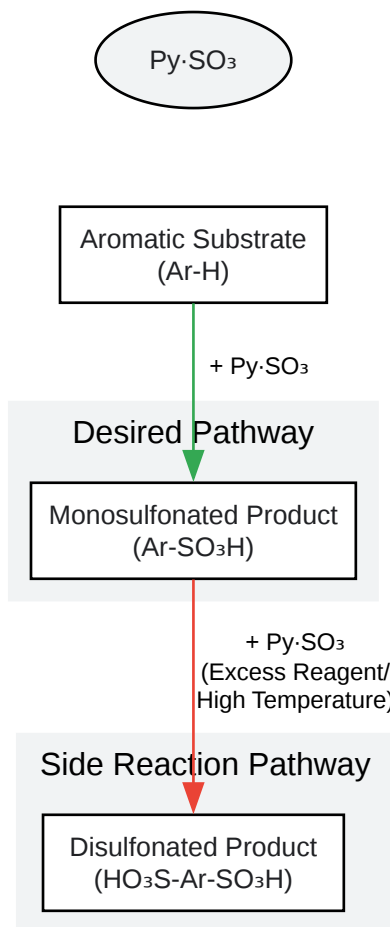 Py·SO₃
Aromatic Substrate
(Ar-H)
+ Py·SO₃
Desired Pathway
Monosulfonated Product
(Ar-SO₃H)
+ Py·SO₃
(Excess Reagent/
High Temperature)
Side Reaction Pathway
Disulfonated Product
(HO₃S-Ar-SO₃H)